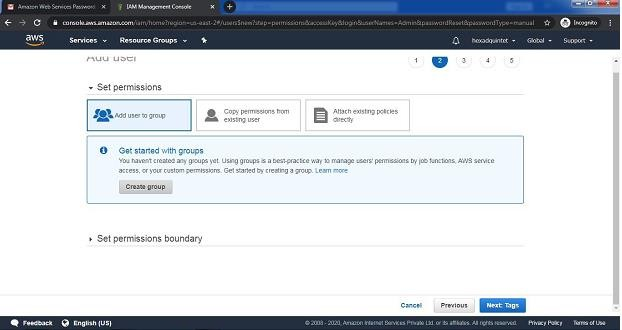 Amazon Web Services Password
IAM Management Console
console.aws.amazon.com/iam/home?region=us-east-2#/users$new?step=permissions&accessKey&login&userNames=Admin&passwordReset&passwordType=manual
Incognito
aws
Services
Resource Groups
hexadquintet
Global
Support
Add user
1
2
3
4
5
Set permissions
Add user to group
Copy permissions from
existing user
Attach existing policies
directly
Get started with groups
You haven't created any groups yet. Using groups is a best-practice way to manage users' permissions by job functions, AWS service
access, or your custom permissions. Get started by creating a group. Learn more
Create group
Set permissions boundary
Cancel
Previous
Next: Tags
Feedback
English (US)
© 2008 - 2020, Amazon Internet Services Private Ltd. or its affiliates. All rights reserved.
Privacy Policy
Terms of Use